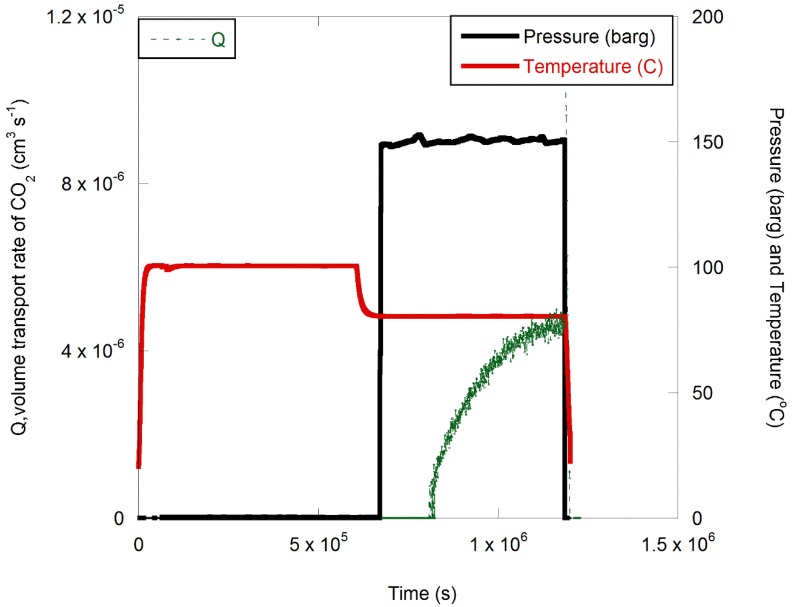 1.2 x 10⁻⁵
8 x 10⁻⁶
4 x 10⁻⁶
0
Q,volume transport rate of CO₂ (cm³ s⁻¹)
Q
Pressure (barg)
Temperature (C)
200
150
100
50
0
Pressure (barg) and Temperature (°C)
0
5 x 10⁵
1 x 10⁶
1.5 x 10⁶
Time (s)